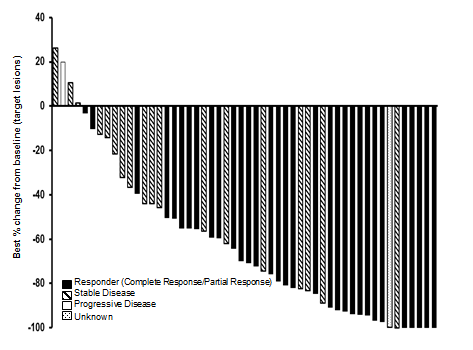 40
20
0
-20
-40
-60
-80
-100
Best % change from baseline (target lesions)
Responder (Complete Response/Partial Response)
Stable Disease
Progressive Disease
Unknown